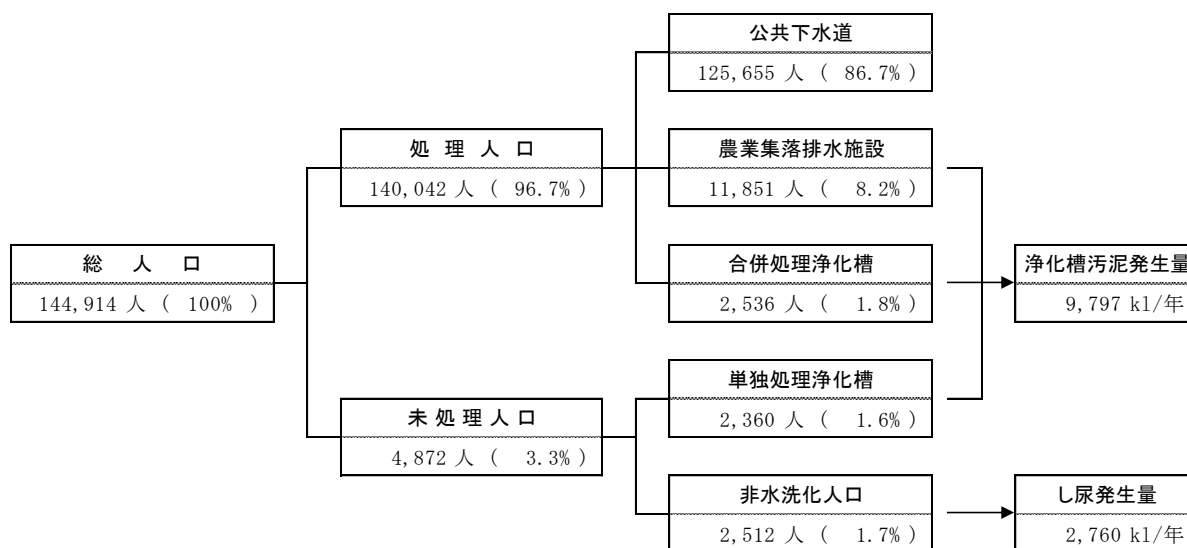 公共下水道
125,655 人 ( 86.7% )
処理人口
140,042 人 ( 96.7% )
農業集落排水施設
11,851 人 ( 8.2% )
総人口
144,914 人 ( 100% )
合併処理浄化槽
2,536 人 ( 1.8% )
浄化槽汚泥発生量
9,797 kl/年
単独処理浄化槽
2,360 人 ( 1.6% )
未処理人口
4,872 人 ( 3.3% )
非水洗化人口
2,512 人 ( 1.7% )
し尿発生量
2,760 kl/年